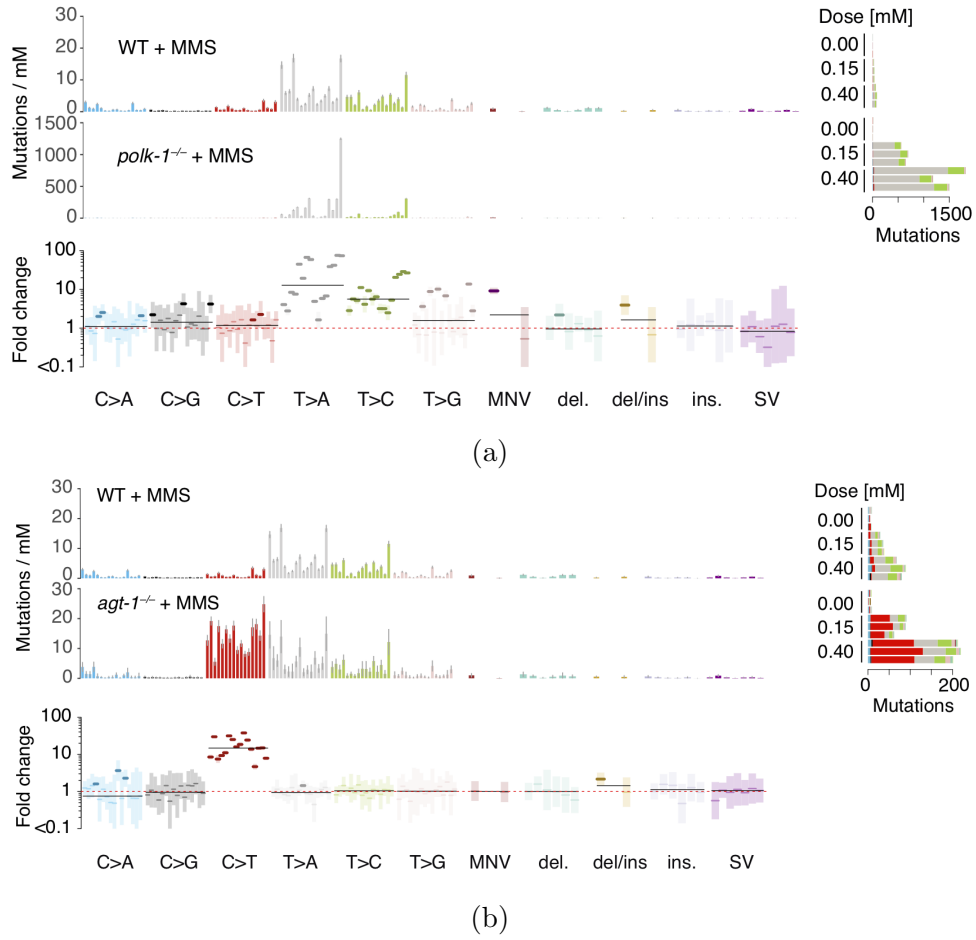 30
20
10
0
WT + MMS
Mutations / mM
1500
1000
500
0
polk-1⁻/⁻ + MMS
100
10
1
<0.1
Fold change
C>A C>G C>T T>A T>C T>G MNV del. del/ins ins. SV
Dose [mM]
0.00
0.15
0.40
0.00
0.15
0.40
0 1500
Mutations
(a)
30
20
10
0
WT + MMS
Mutations / mM
30
20
10
0
agt-1⁻/⁻ + MMS
100
10
1
<0.1
Fold change
C>A C>G C>T T>A T>C T>G MNV del. del/ins ins. SV
Dose [mM]
0.00
0.15
0.40
0.00
0.15
0.40
0 200
Mutations
(b)